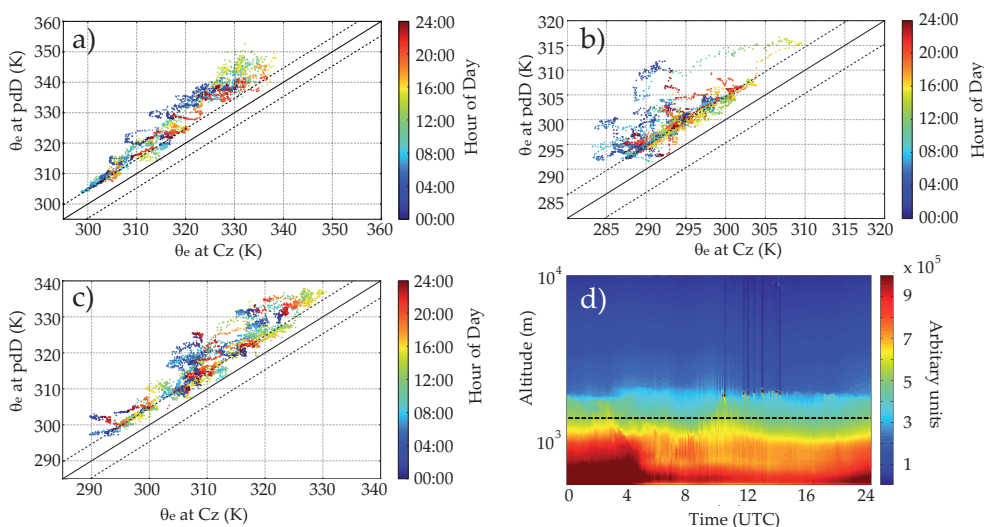 a)
360
350
340
330
320
310
300
θe at pdD (K)
300 310 320 330 340 350 360
θe at Cz (K)
24:00
20:00
16:00
12:00
08:00
04:00
00:00
Hour of Day
b)
320
315
310
305
300
295
290
285
280
θe at pdD (K)
285 290 295 300 305 310 315 320
θe at Cz (K)
24:00
20:00
16:00
12:00
08:00
04:00
00:00
Hour of Day
c)
340
330
320
310
300
290
θe at pdD (K)
290 300 310 320 330 340
θe at Cz (K)
24:00
20:00
16:00
12:00
08:00
04:00
00:00
Hour of Day
d)
10⁴
10³
Altitude (m)
0 4 8 12 16 20 24
Time (UTC)
x 10⁵
9
7
5
3
1
Arbitary units